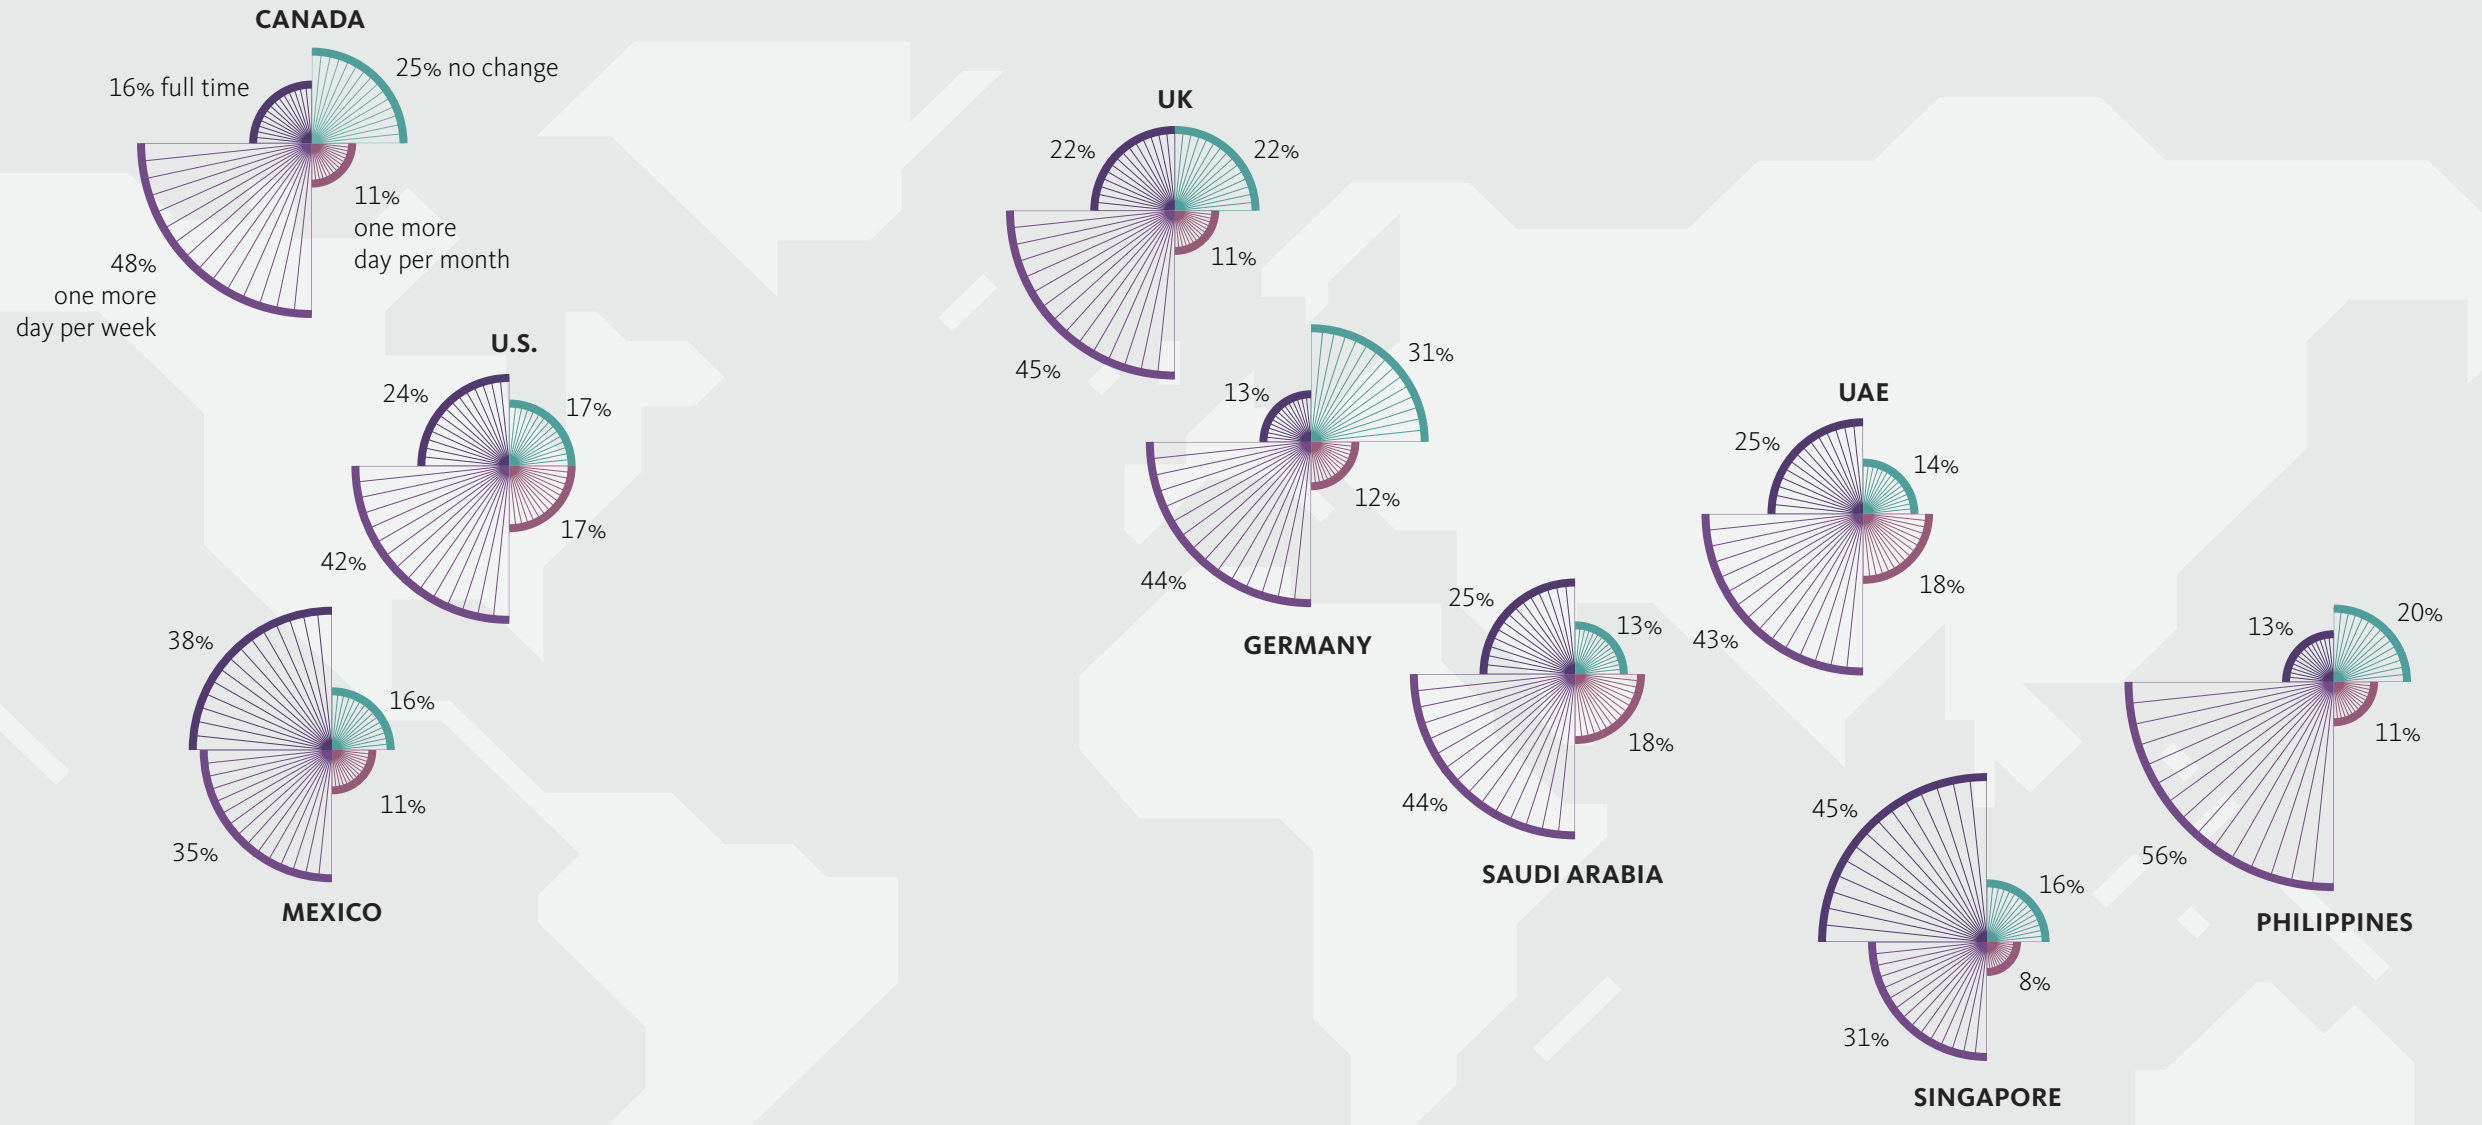 CANADA
16% full time
25% no change
11%
one more
day per month
48%
one more
day per week
U.S.
24%
17%
17%
42%
38%
16%
11%
35%
MEXICO
UK
22%
22%
11%
45%
31%
13%
12%
44%
GERMANY
25%
13%
18%
44%
SAUDI ARABIA
UAE
25%
14%
18%
43%
45%
16%
8%
31%
SINGAPORE
13%
20%
11%
56%
PHILIPPINES